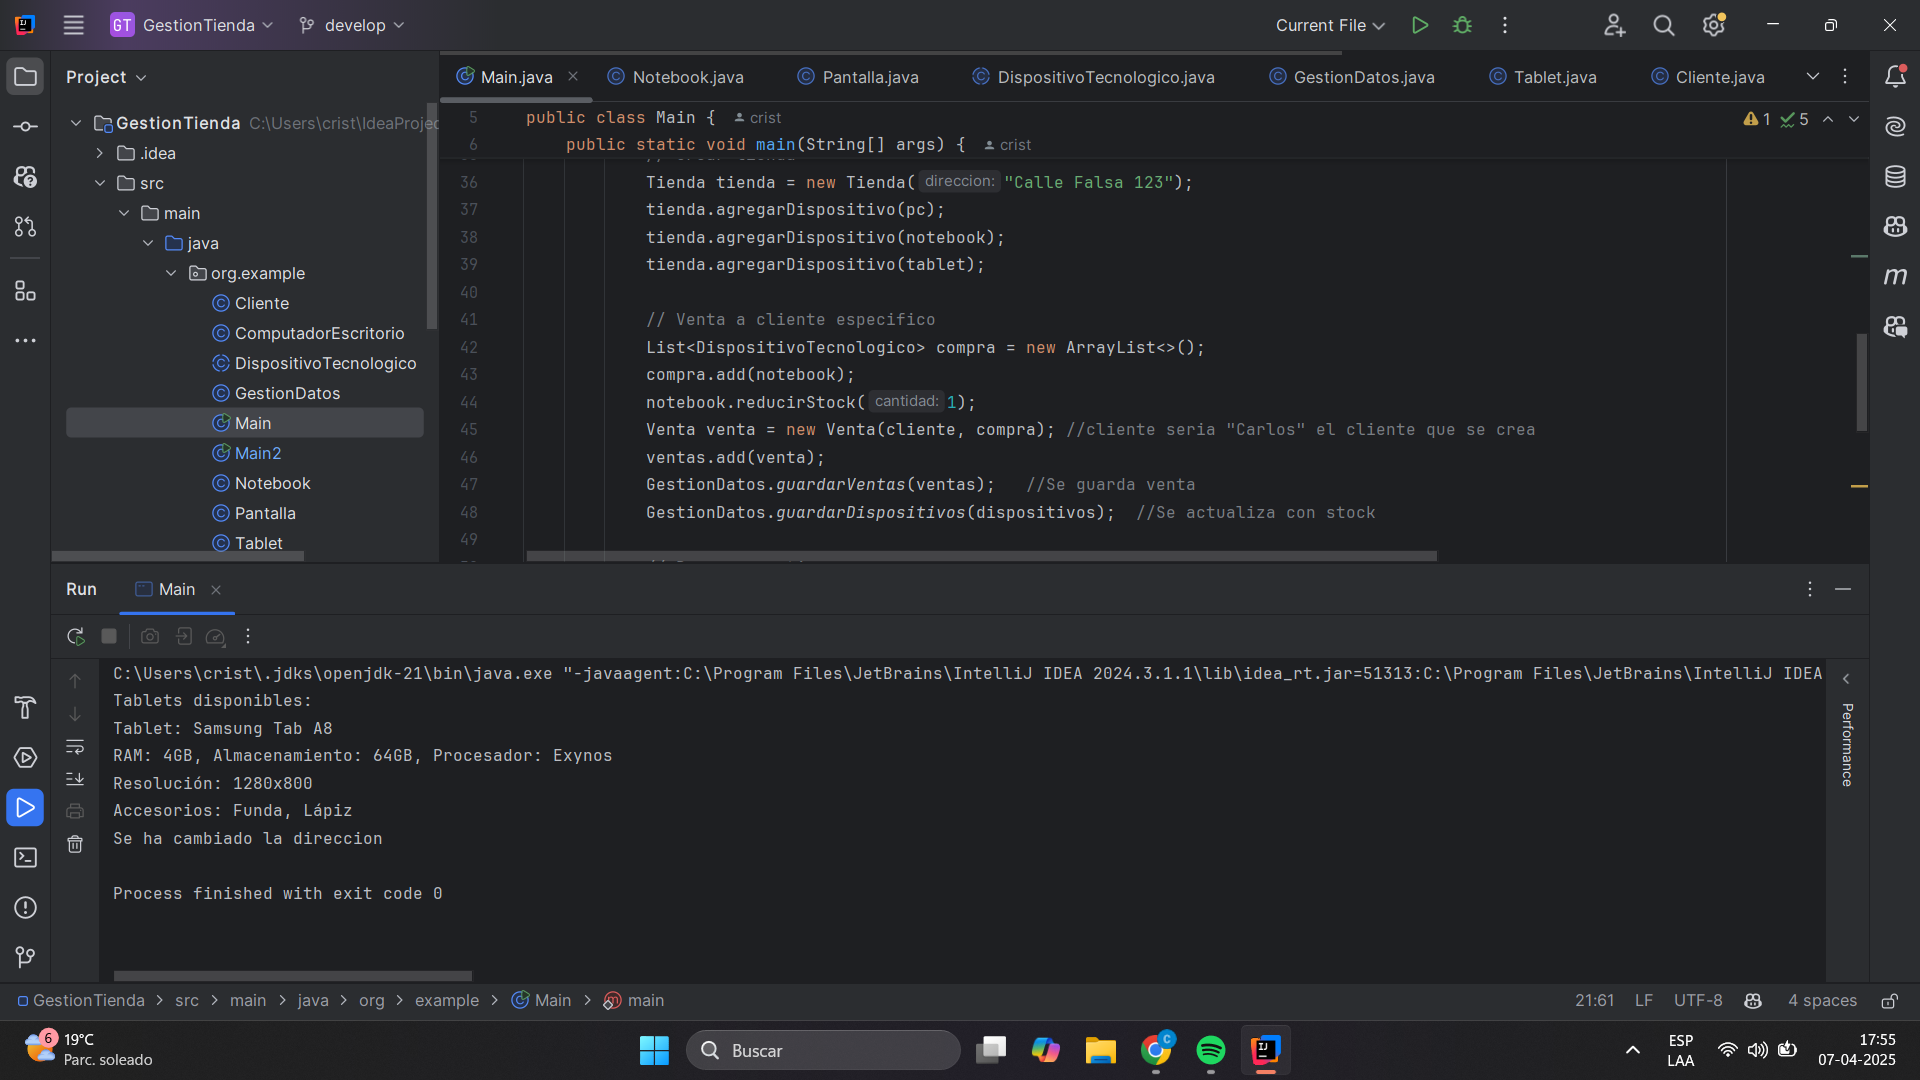 GT GestionTienda develop Current File
Project
Main.java Notebook.java Pantalla.java DispositivoTecnologico.java GestionDatos.java Tablet.java Cliente.java
GestionTienda C:\Users\crist\IdeaProjec
.idea
src
main
java
org.example
Cliente
ComputadorEscritorio
DispositivoTecnologico
GestionDatos
Main
Main2
Notebook
Pantalla
Tablet
5 public class Main { crist
1 5
6 public static void main(String[] args) { crist
36 Tienda tienda = new Tienda( direccion: "Calle Falsa 123");
37 tienda.agregarDispositivo(pc);
38 tienda.agregarDispositivo(notebook);
39 tienda.agregarDispositivo(tablet);
40
41 // Venta a cliente especifico
42 List<DispositivoTecnologico> compra = new ArrayList<>();
43 compra.add(notebook);
44 notebook.reducirStock( cantidad: 1);
45 Venta venta = new Venta(cliente, compra); //cliente seria "Carlos" el cliente que se crea
46 ventas.add(venta);
47 GestionDatos.guardarVentas(ventas); //Se guarda venta
48 GestionDatos.guardarDispositivos(dispositivos); //Se actualiza con stock
49
Run Main
C:\Users\crist\.jdks\openjdk-21\bin\java.exe "-javaagent:C:\Program Files\JetBrains\IntelliJ IDEA 2024.3.1.1\lib\idea_rt.jar=51313:C:\Program Files\JetBrains\IntelliJ IDEA
Tablets disponibles:
Tablet: Samsung Tab A8
RAM: 4GB, Almacenamiento: 64GB, Procesador: Exynos
Resolución: 1280x800
Accesorios: Funda, Lápiz
Se ha cambiado la direccion
Process finished with exit code 0
Performance
m
GestionTienda > src > main > java > org > example > Main > main
21:61 LF UTF-8 4 spaces
6
19°C
Parc. soleado
Buscar
C
ESP
LAA
17:55
07-04-2025